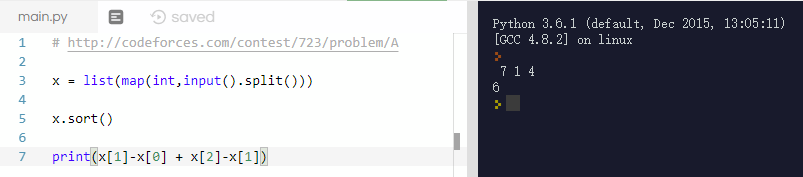 main.py
saved
1 # http://codeforces.com/contest/723/problem/A
2
3 x = list(map(int,input().split()))
4
5 x.sort()
6
7 print(x[1]-x[0] + x[2]-x[1])
Python 3.6.1 (default, Dec 2015, 13:05:11)
[GCC 4.8.2] on linux
7 1 4
6